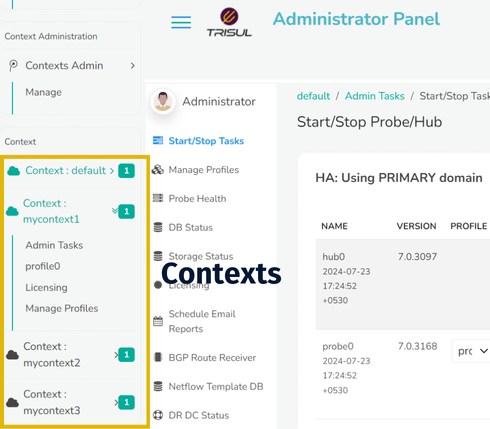 TRISUL
Administrator Panel
Context Administration
Contexts Admin
Manage
Context
Context : default 1
Context :
mycontext1 1
Admin Tasks
profile0
Licensing
Manage Profiles
Context :
mycontext2 1
Context :
mycontext3 1
Administrator
Start/Stop Tasks
Manage Profiles
Probe Health
DB Status
Storage Status
Licensing
Schedule Email
Reports
BGP Route Receiver
Netflow Template DB
DR DC Status
Contexts
default / Admin Tasks / Start/Stop Task
Start/Stop Probe/Hub
HA: Using PRIMARY domain
NAME VERSION PROFILE
hub0 7.0.3097
2024-07-23
17:24:52
+0530
probe0 7.0.3168 prc
2024-07-23
17:24:52
+0530